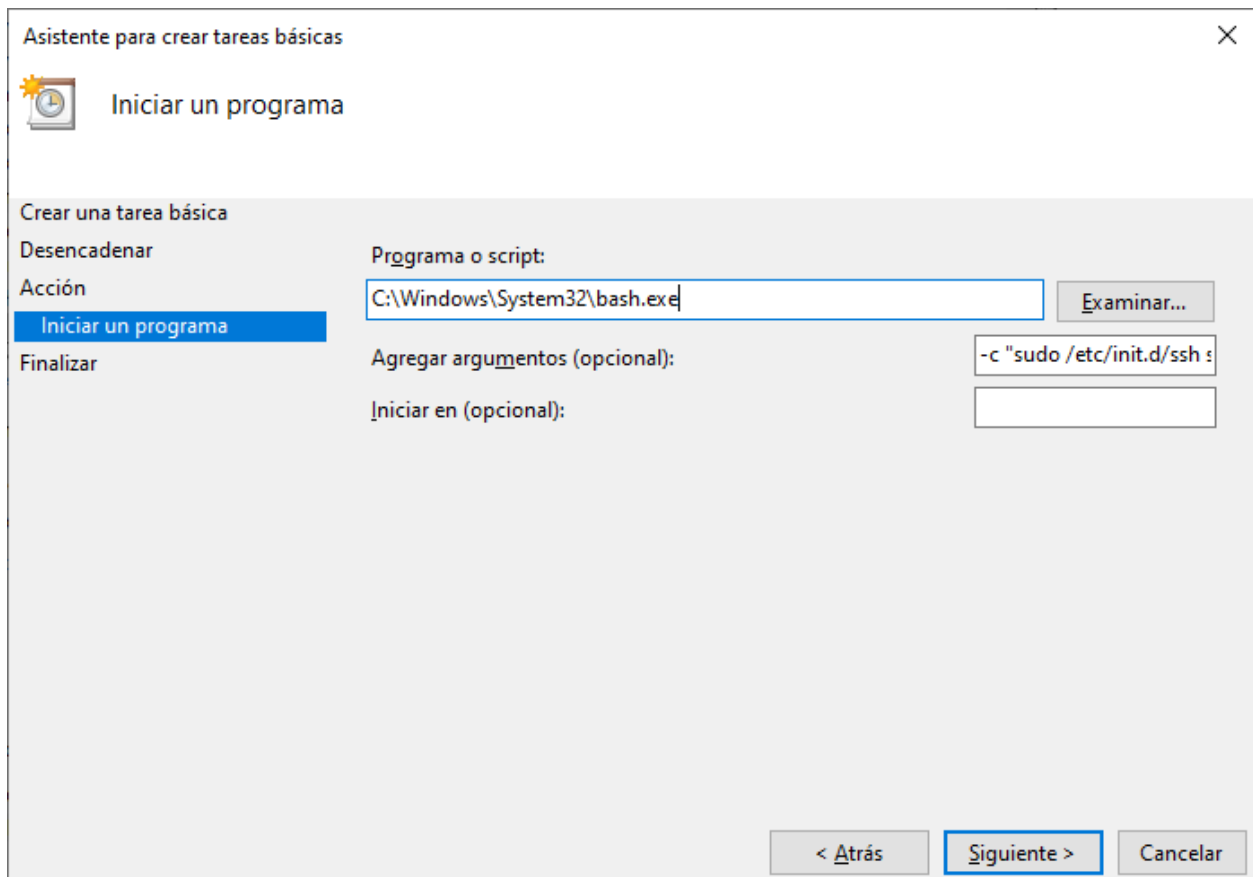 Asistente para crear tareas básicas
Iniciar un programa
Crear una tarea básica
Desencadenar
Acción
Iniciar un programa
Finalizar
Programa o script:
C:\Windows\System32\bash.exe
Examinar...
Agregar argumentos (opcional):
-c "sudo /etc/init.d/ssh s
Iniciar en (opcional):
< Atrás
Siguiente >
Cancelar